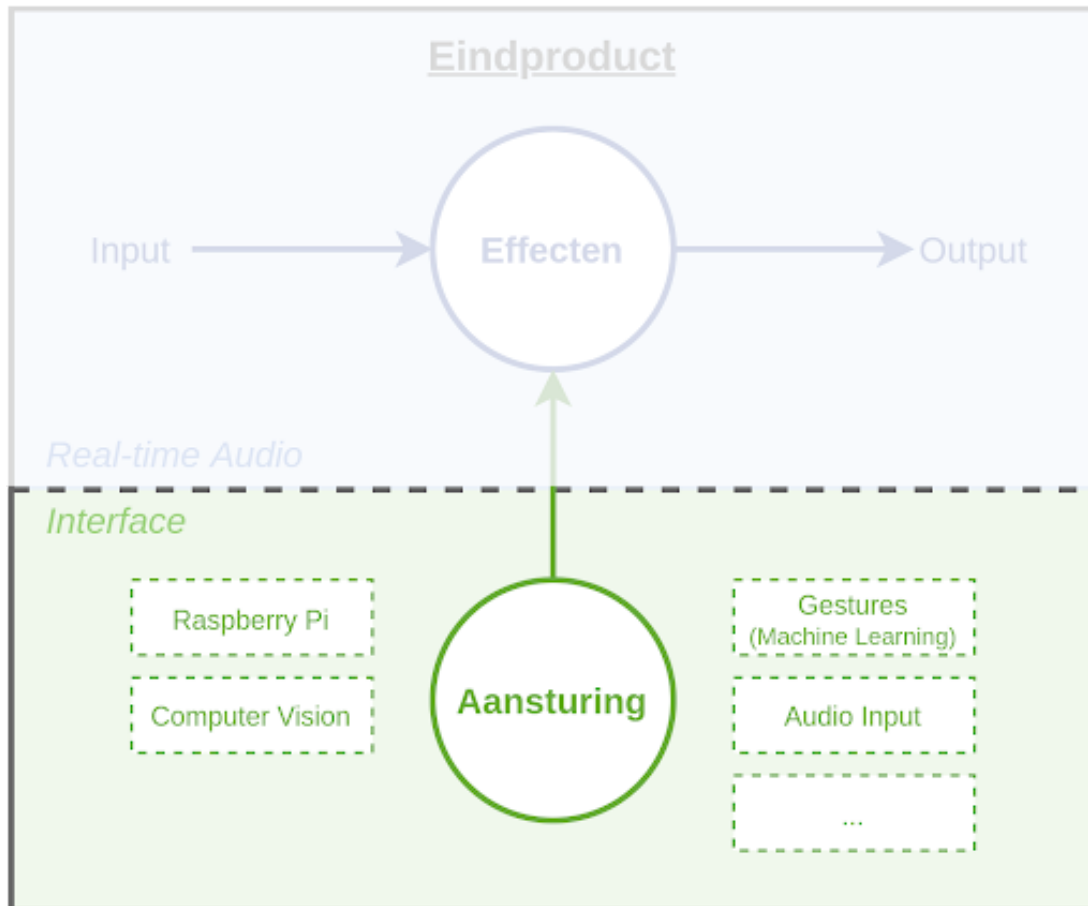 Eindproduct
Input
Effecten
Output
Real-time Audio
Interface
Raspberry Pi
Computer Vision
Aansturing
Gestures
(Machine Learning)
Audio Input
...